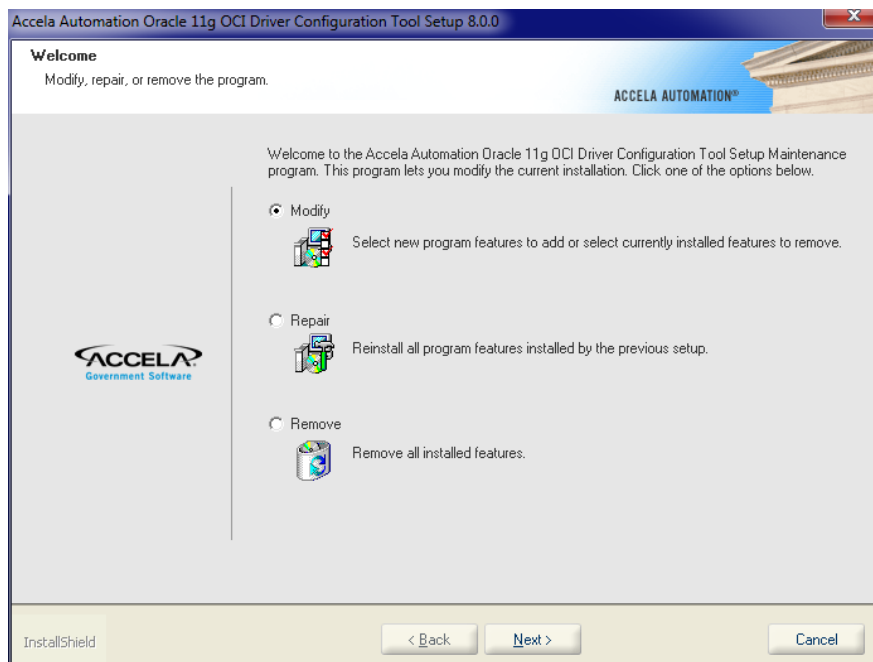 Accela Automation Oracle 11g OCI Driver Configuration Tool Setup 8.0.0
X
Welcome
Modify, repair, or remove the program.
ACCELA AUTOMATION®
Welcome to the Accela Automation Oracle 11g OCI Driver Configuration Tool Setup Maintenance
program. This program lets you modify the current installation. Click one of the options below.
Modify
Select new program features to add or select currently installed features to remove.
Repair
Reinstall all program features installed by the previous setup.
ACCELA.
Government Software
Remove
Remove all installed features.
InstallShield
< Back
Next >
Cancel